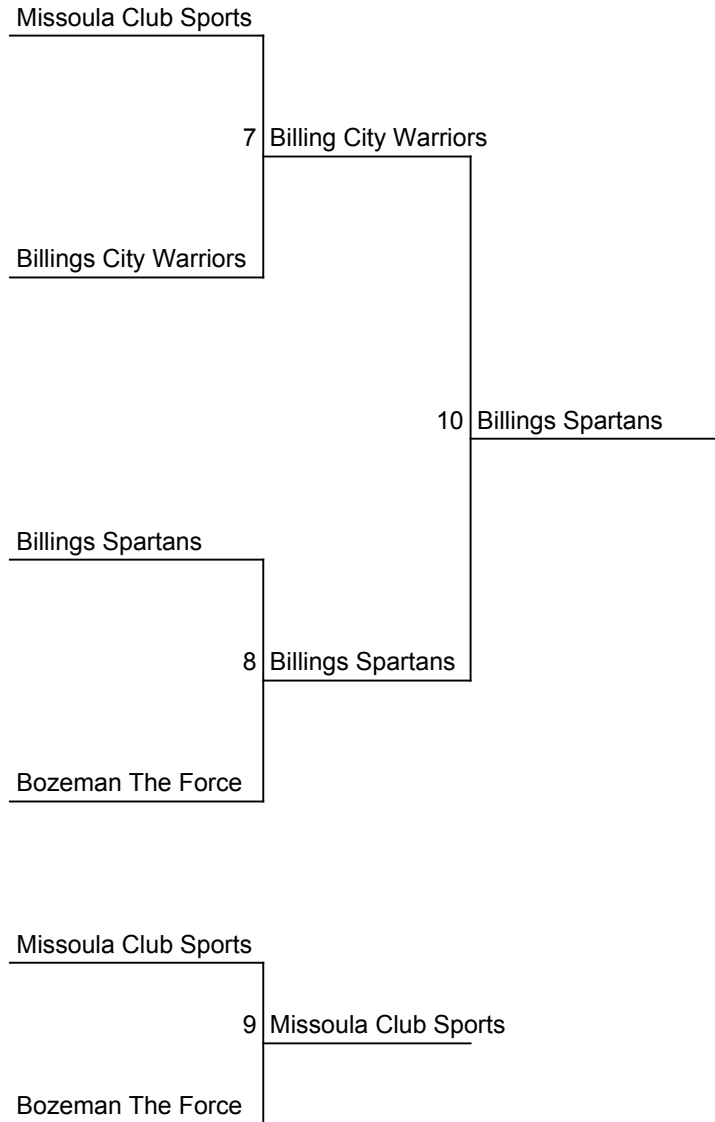 Missoula Club Sports
7 Billing City Warriors
Billings City Warriors
10 Billings Spartans
Billings Spartans
8 Billings Spartans
Bozeman The Force
Missoula Club Sports
9 Missoula Club Sports
Bozeman The Force